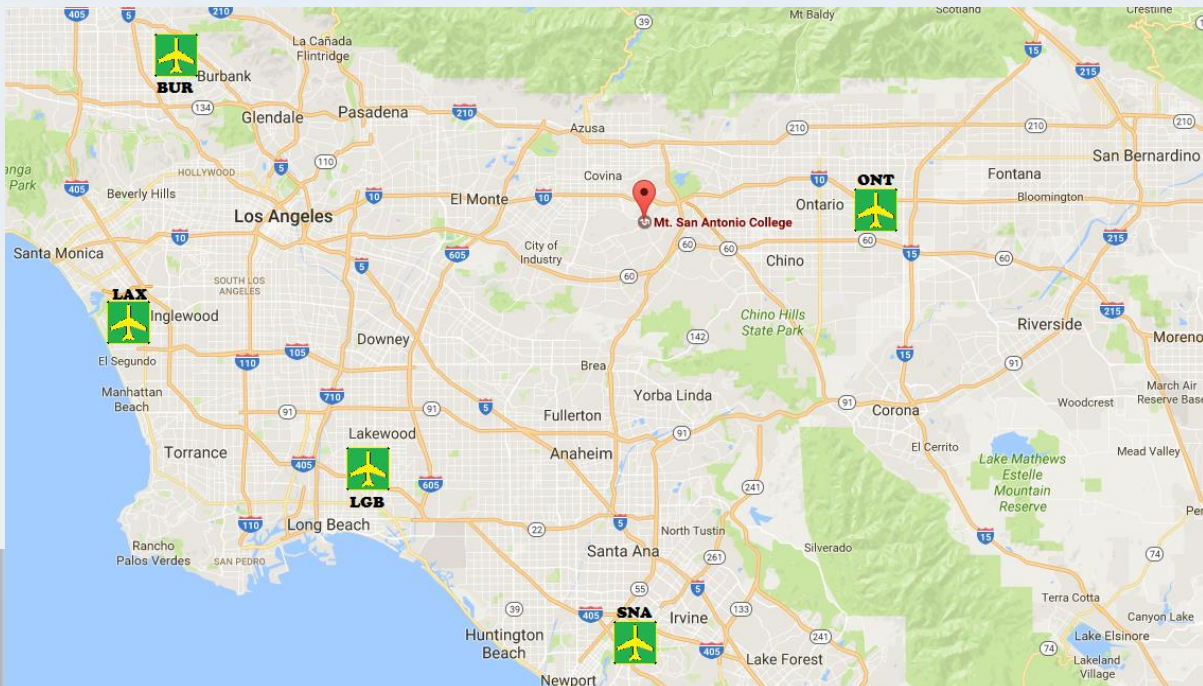 405
5
La Cañada
Flintridge
39
Mt Baldy
Scotland
15
Crestline
215
Burbank
BUR
134
Glendale
Pasadena
210
Azusa
210
210
210
5
110
HOLLYWOOD
San Bernardino
Park
405
Beverly Hills
Covina
10
ONT
Fontana
10
El Monte
10
Ontario
Bloomington
Los Angeles
Mt. San Antonio College
10
605
City of
Industry
60
60
60
15
215
Santa Monica
5
60
Chino
60
SOUTH LOS
ANGELES
LAX
Inglewood
Chino Hills
State Park
215
Riverside
Downey
142
Moreno
El Segundo
110
105
15
91
Brea
Manhattan
Beach
710
Yorba Linda
March Air
Reserve Base
91
91
5
Fullerton
91
Corona
Woodcrest
Lakewood
91
Torrance
Anaheim
El Cerrito
Mead Valley
405
Lake Mathews
Estelle
Mountain
Reserve
605
241
LGB
110
Long Beach
5
22
North Tustin
15
Rancho
Palos Verdes
SAN PEDRO
Santa Ana
261
Silverado
74
55
5
Terra Cotta
39
405
SNA
Irvine
133
Canyon Lake
Huntington
Beach
241
Lake Elsinore
405
74
Lake Forest
Lakeland
Village
Newport